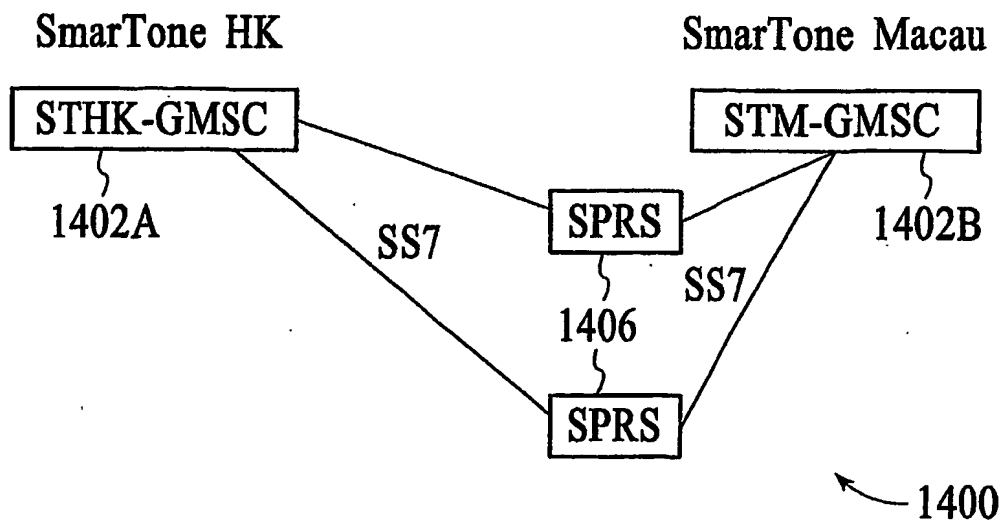 SmarTone HK
SmarTone Macau
STHK-GMSC
STM-GMSC
1402A
SPRS
1402B
SS7
SS7
1406
SPRS
1400